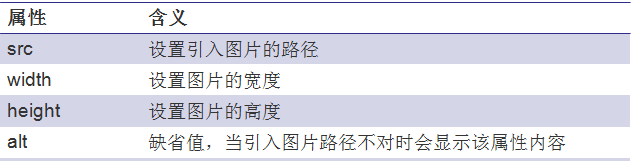 属性 含义
src 设置引入图片的路径
width 设置图片的宽度
height 设置图片的高度
alt 缺省值，当引入图片路径不对时会显示该属性内容